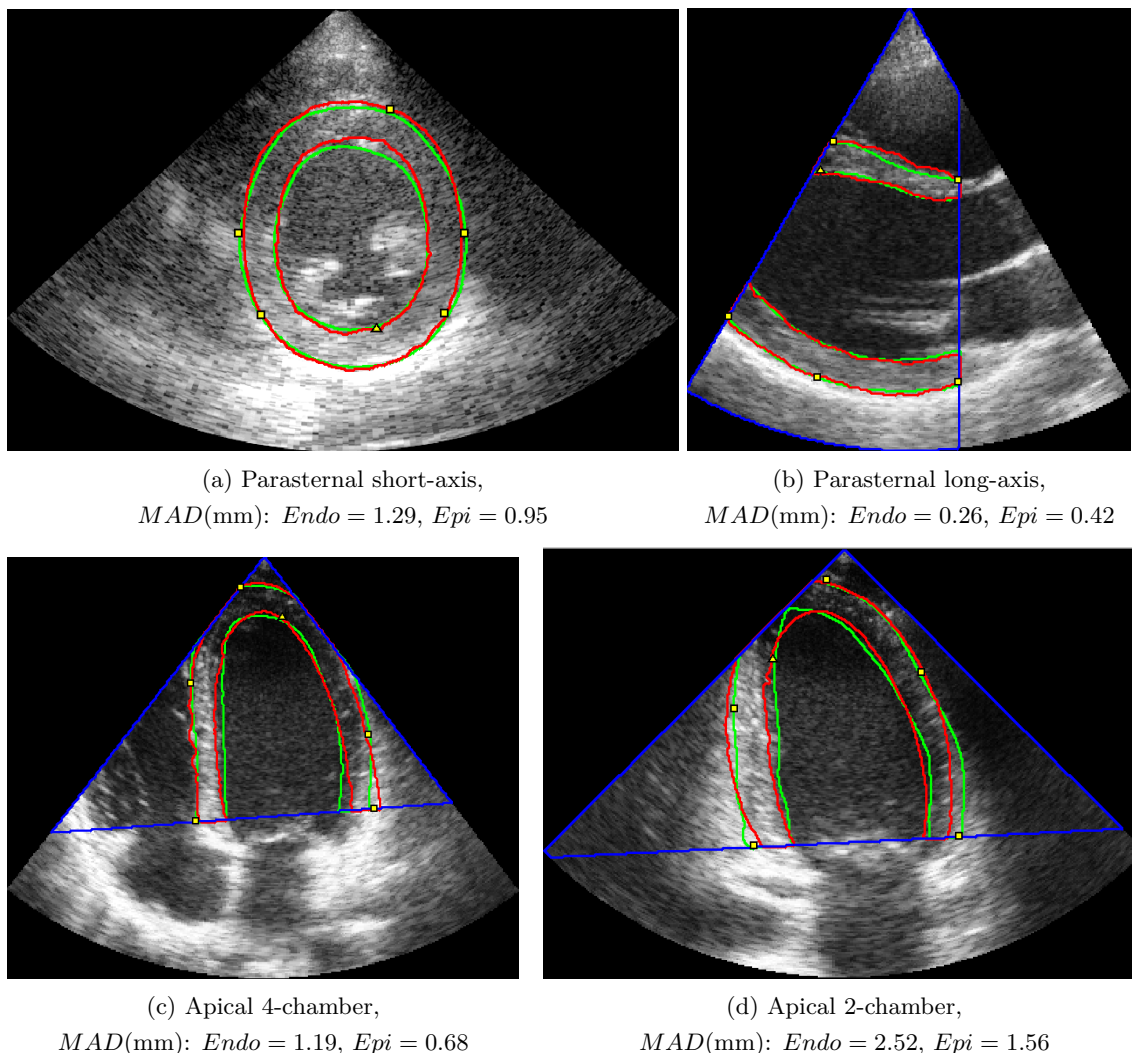 (a) Parasternal short-axis,
MAD(mm): Endo = 1.29, Epi = 0.95
(b) Parasternal long-axis,
MAD(mm): Endo = 0.26, Epi = 0.42
(c) Apical 4-chamber,
MAD(mm): Endo = 1.19, Epi = 0.68
(d) Apical 2-chamber,
MAD(mm): Endo = 2.52, Epi = 1.56